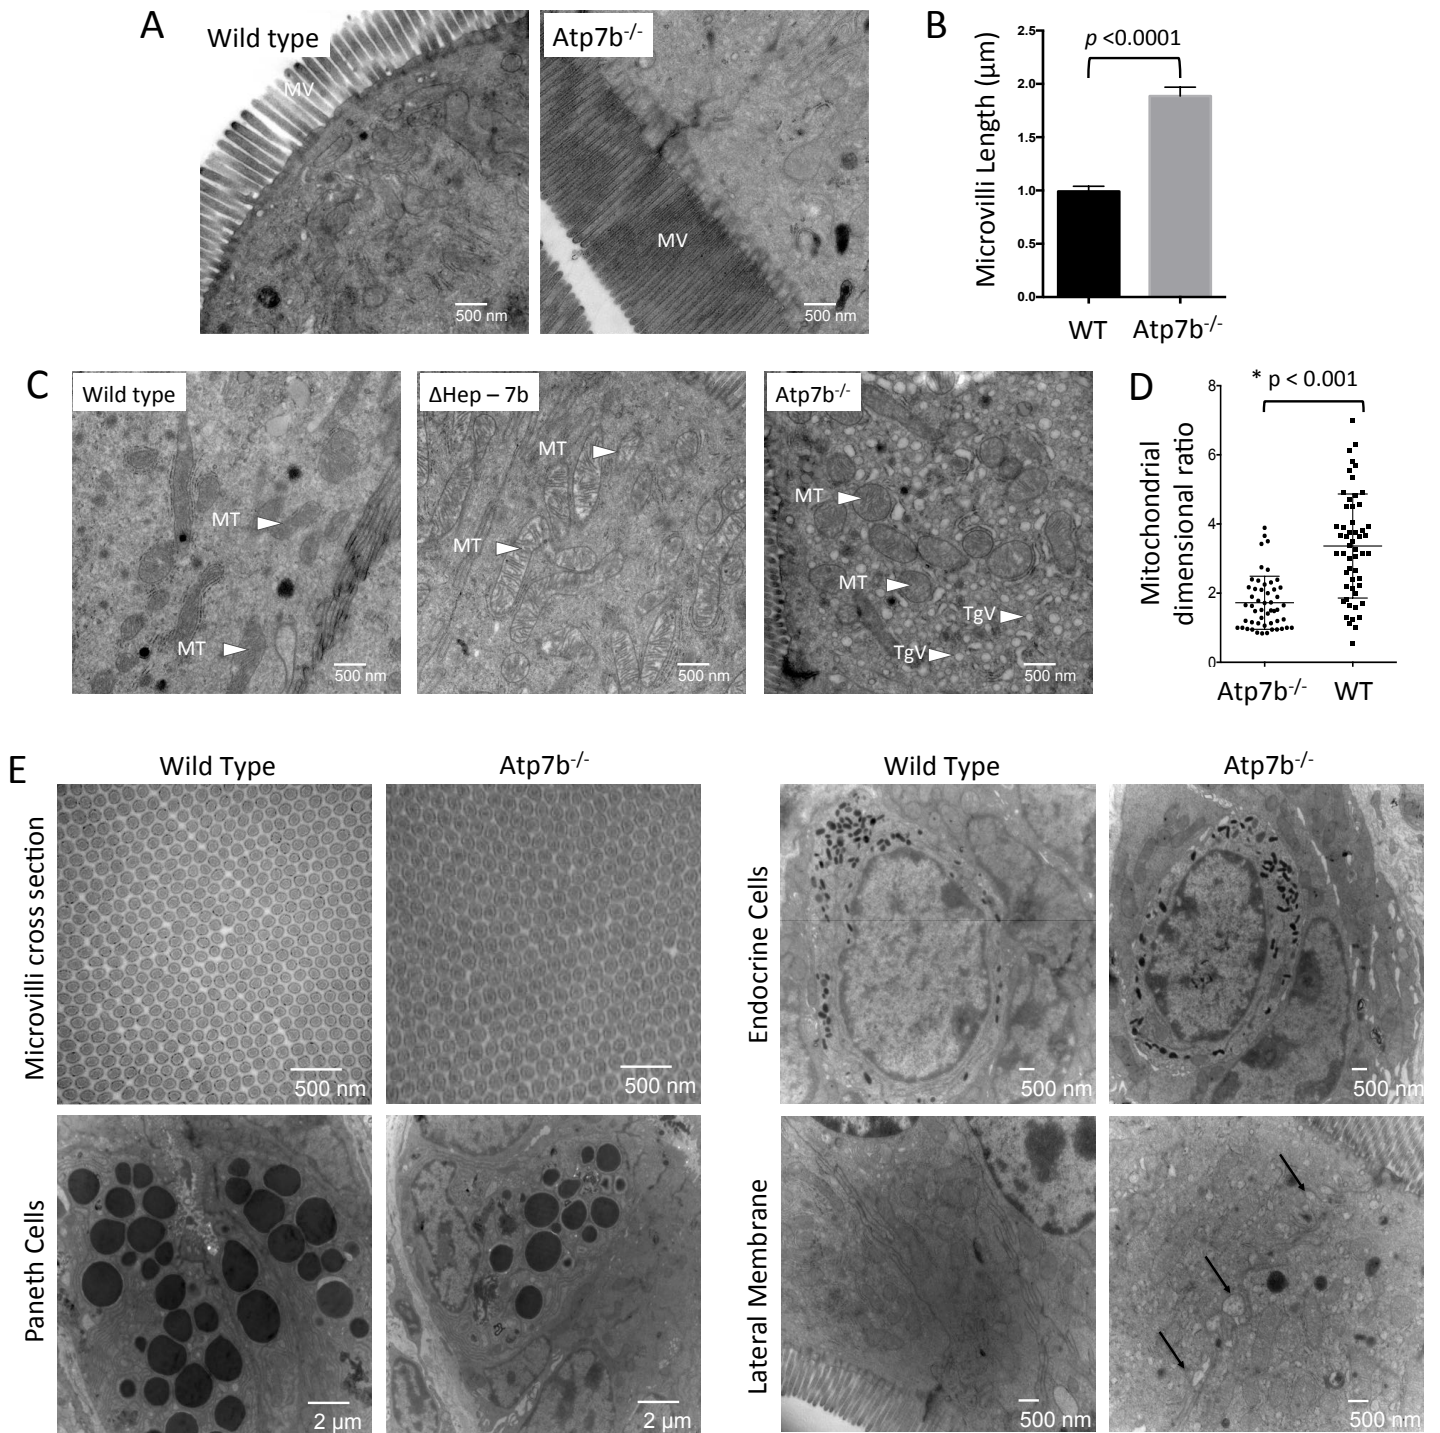 A
Wild type
MV
500 nm
Atp7b-/-
MV
500 nm
B
Microvilli Length (μm)
2.5
2.0
1.5
1.0
0.5
0.0
p <0.0001
WT
Atp7b-/-
C
Wild type
MT
MT
500 nm
ΔHep – 7b
MT
MT
500 nm
Atp7b-/-
MT
MT
TgV
TgV
500 nm
D
Mitochondrial
dimensional ratio
8
6
4
2
0
* p < 0.001
Atp7b-/-
WT
E
Wild Type
Atp7b-/-
Microvilli cross section
500 nm
500 nm
Paneth Cells
2 μm
2 μm
Wild Type
Atp7b-/-
Endocrine Cells
500 nm
500 nm
Lateral Membrane
500 nm
500 nm